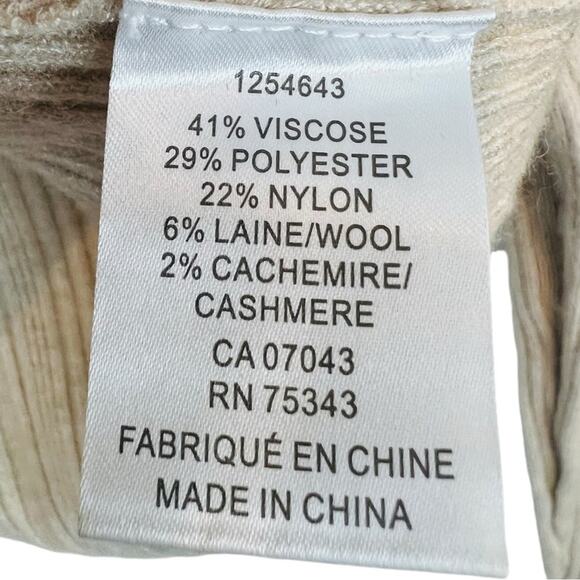 1254643
41% VISCOSE
29% POLYESTER
22% NYLON
6% LAINE/WOOL
2% CACHEMIRE/
CASHMERE
CA 07043
RN 75343
FABRIQUÉ EN CHINE
MADE IN CHINA